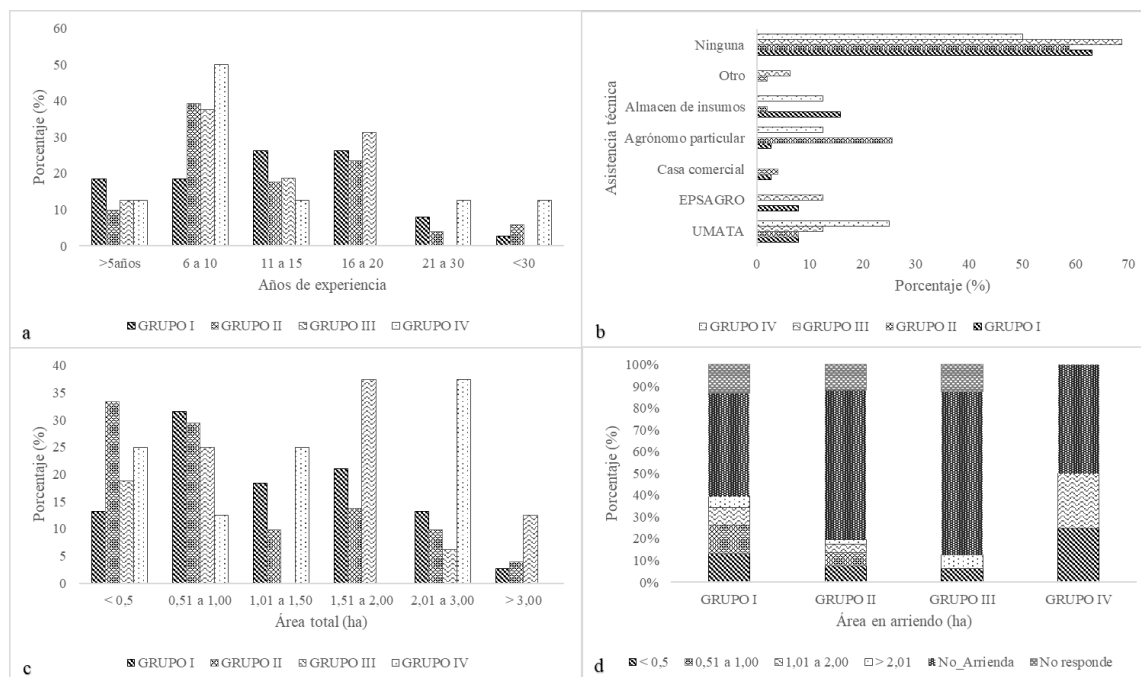 60
50
40
30
20
10
0
Porcentaje (%)
>5años 6 a 10 11 a 15 16 a 20 21 a 30 <30
Años de experiencia
GRUPO I GRUPO II GRUPO III GRUPO IV
a
Asistencia técnica
Ninguna
Otro
Almacen de insumos
Agrónomo particular
Casa comercial
EPSAGRO
UMATA
0 10 20 30 40 50 60 70
Porcentaje (%)
GRUPO IV GRUPO III GRUPO II GRUPO I
b
40
35
30
25
20
15
10
5
0
Porcentaje (%)
< 0,5 0,51 a 1,00 1,01 a 1,50 1,51 a 2,00 2,01 a 3,00 > 3,00
Área total (ha)
GRUPO I GRUPO II GRUPO III GRUPO IV
c
100%
90%
80%
70%
60%
50%
40%
30%
20%
10%
0%
Porcentaje (%)
GRUPO I GRUPO II GRUPO III GRUPO IV
Área en arriendo (ha)
< 0,5 0,51 a 1,00 1,01 a 2,00 > 2,01 No_Arrienda No responde
d